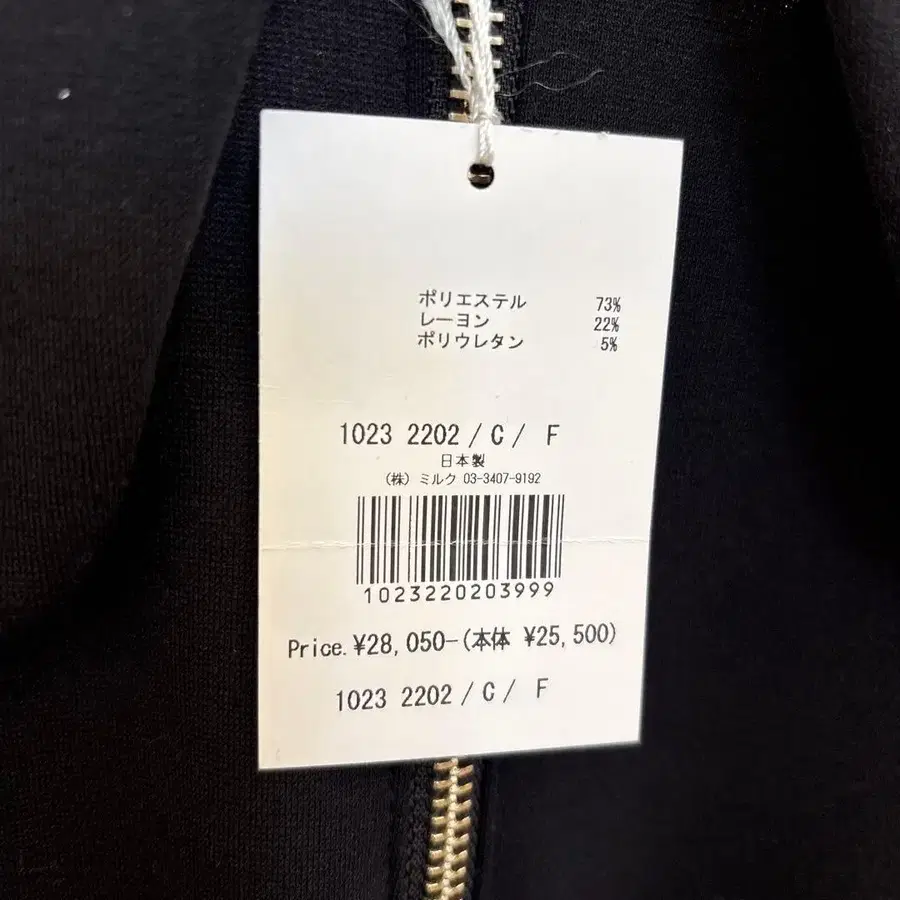 ポリエステル 73%
レーヨン 22%
ポリウレタン 5%
1023 2202 / C / F
日本製
(株) ミルク 03-3407-9192
1023220203999
Price. ¥28,050-(本体 ¥25,500)
1023 2202 / C / F